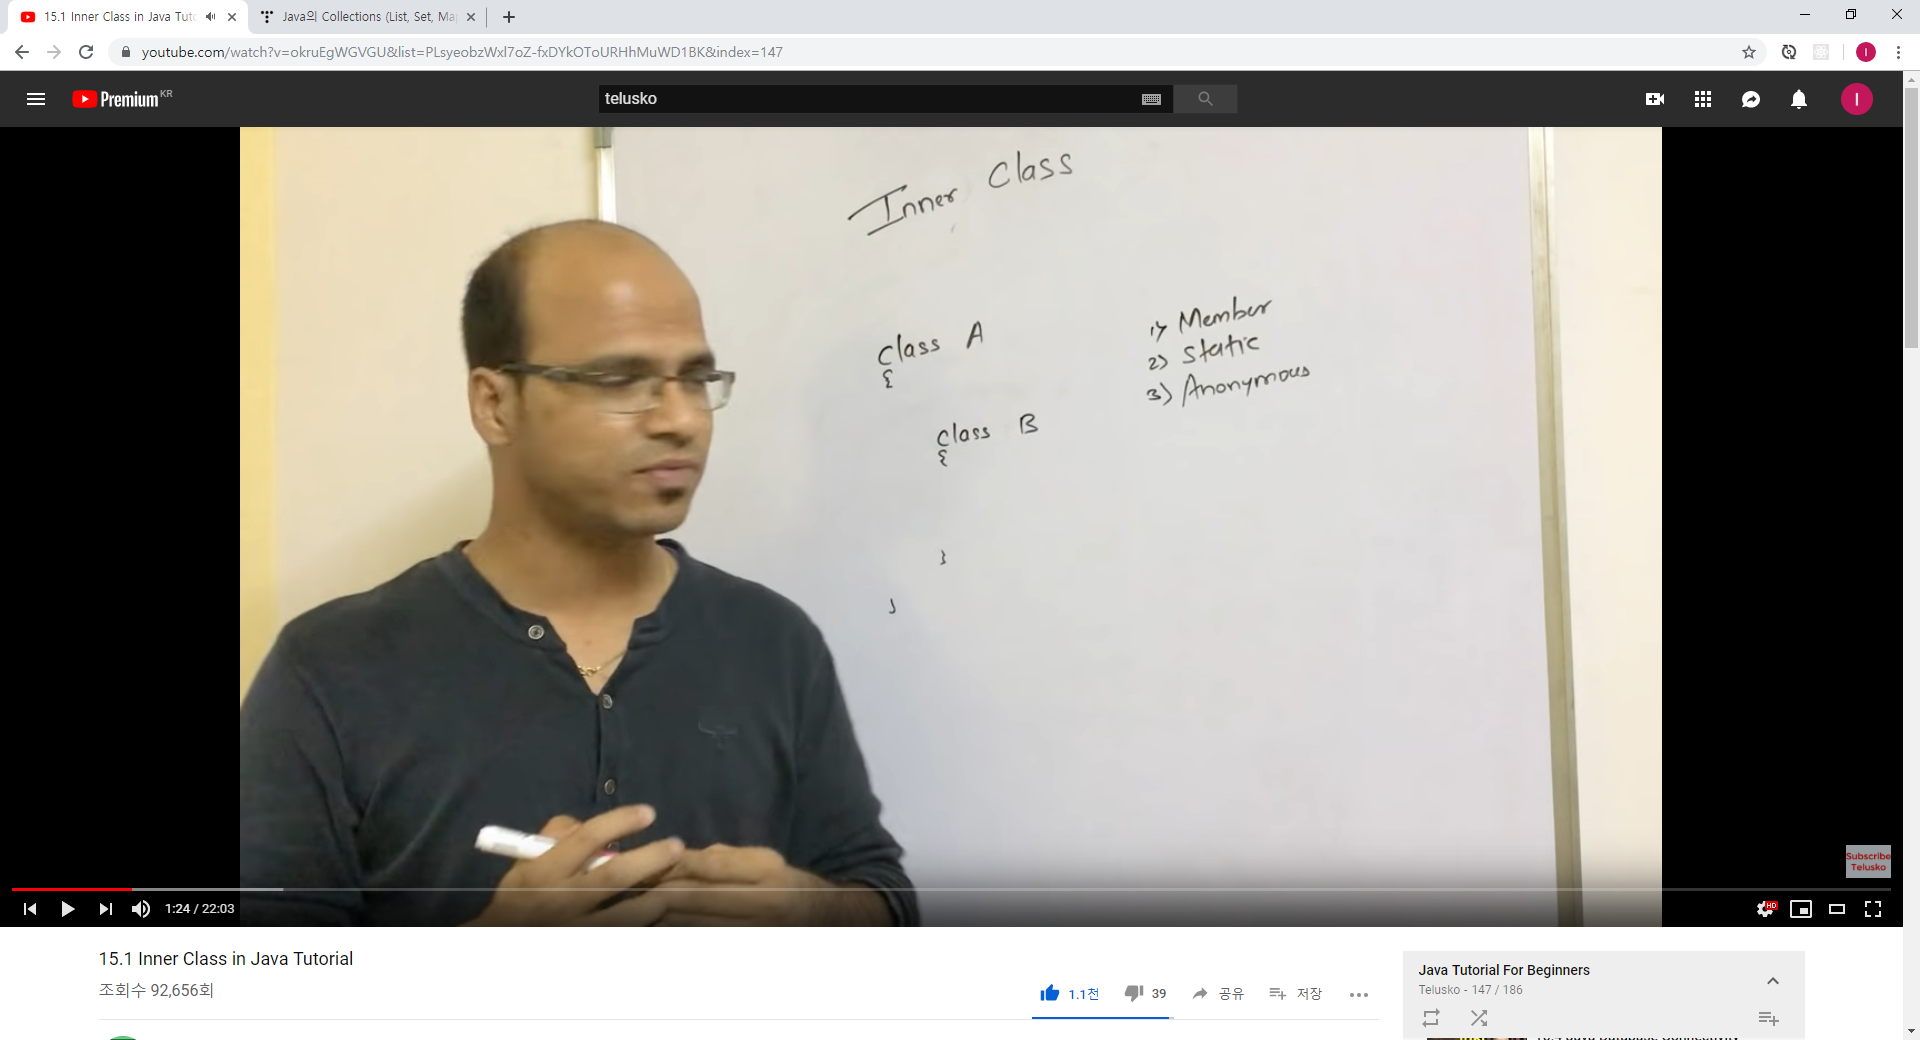 15.1 Inner Class in Java Tuto
Java의 Collections (List, Set, Ma
youtube.com/watch?v=okruEgWGVGU&list=PLsyeobzWxl7oZ-fxDYkOToURHhMuWD1BK&index=147
I
Premium KR
telusko
I
Inner Class
class A
{
class B
{
}
}
1) Member
2) Static
3) Anonymous
Subscribe
Telusko
1:24 / 22:03
HD
15.1 Inner Class in Java Tutorial
조회수 92,656회
1.1천
39
공유
저장
Java Tutorial For Beginners
Telusko - 147 / 186